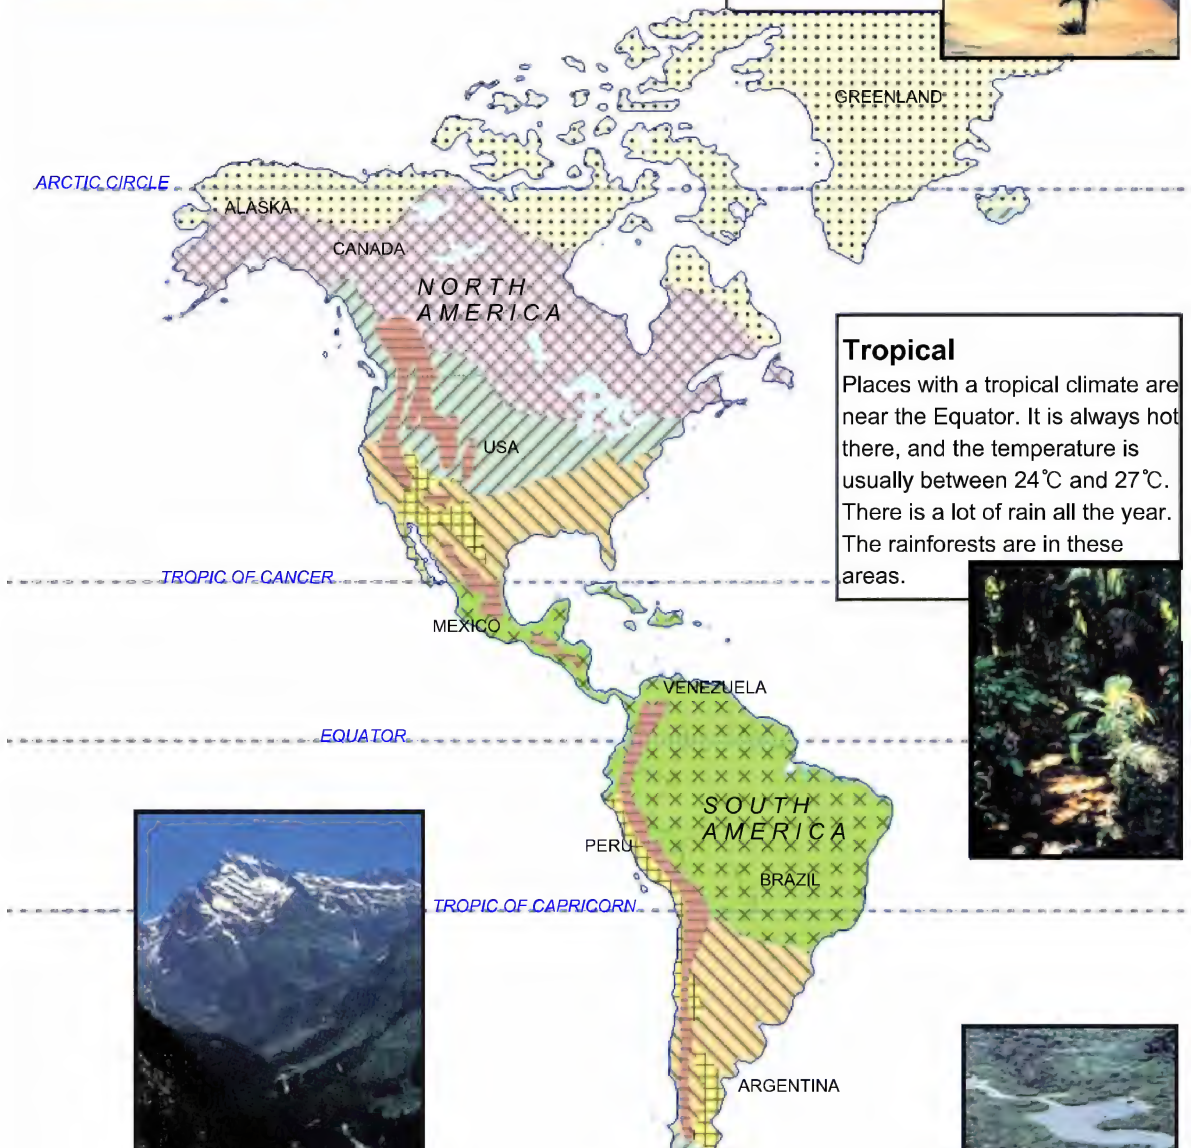 GREENLAND
ARCTIC CIRCLE
ALASKA
CANADA
NORTH
AMERICA
Tropical
Places with a tropical climate are
near the Equator. It is always hot
there, and the temperature is
usually between 24℃ and 27℃.
There is a lot of rain all the year.
The rainforests are in these
areas.
USA
TROPIC OF CANCER
MEXICO
VENEZUELA
EQUATOR
SOUTH
AMERICA
PERU
BRAZIL
TROPIC OF CAPRICORN
ARGENTINA